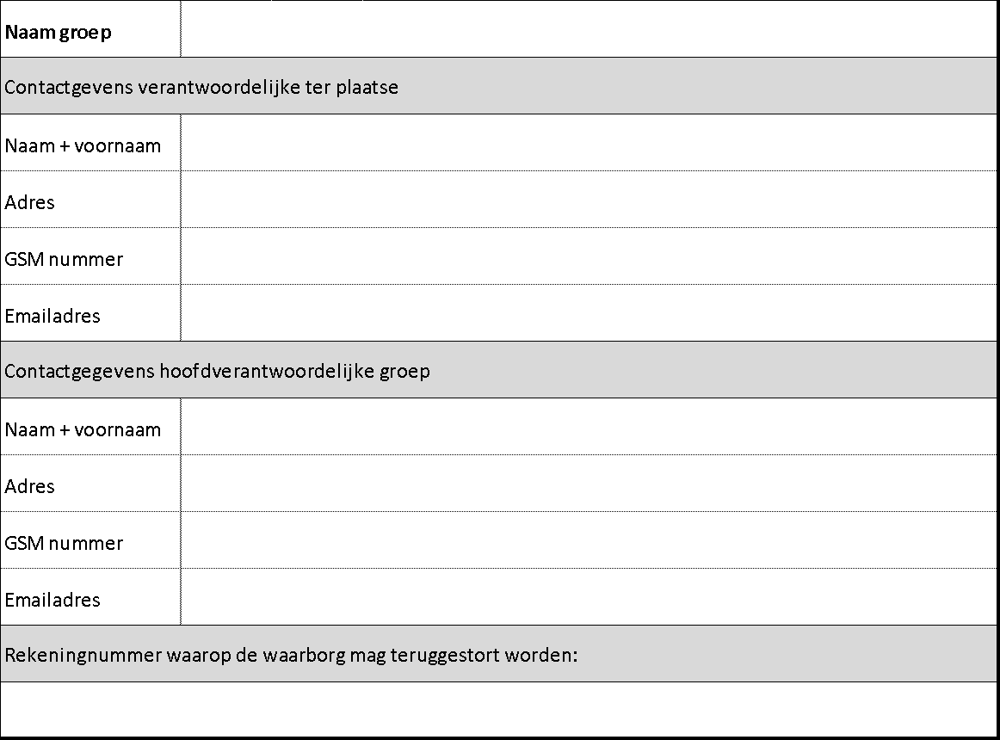 Naam groep
Contactgevens verantwoordelijke ter plaatse
Naam + voornaam
Adres
GSM nummer
Emailadres
Contactgegevens hoofdverantwoordelijke groep
Naam + voornaam
Adres
GSM nummer
Emailadres
Rekeningnummer waarop de waarborg mag teruggestort worden: